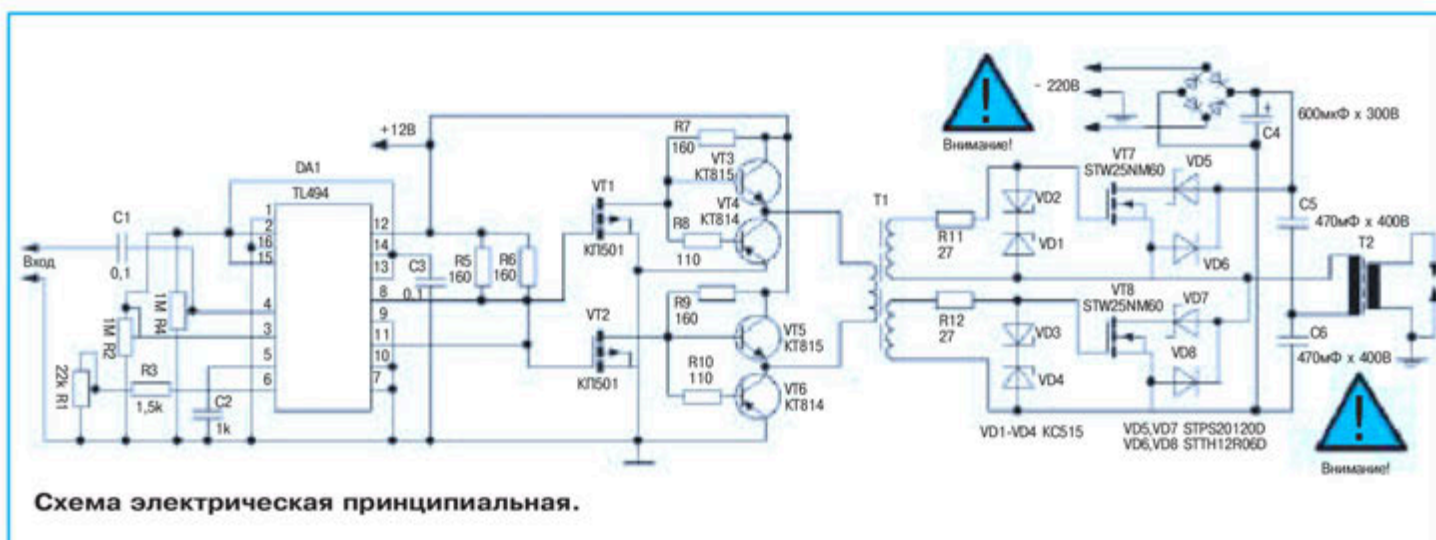 +12В
DA1
TL494
C1
0,1
Вход
1
2
16
15
4
3
5
6
12
14
13
8
9
11
10
7
1М R4
1М R2
22k R1
R3
1,5k
C2
1k
C3
0,1
R5
160
R6
160
VT1
КП501
VT2
КП501
R7
160
R8
110
VT3
КТ815
VT4
КТ814
R9
160
R10
110
VT5
КТ815
VT6
КТ814
T1
R11
27
R12
27
VD2
VD1
VD3
VD4
VD1-VD4 КС515
Внимание!
~ 220В
C4
+
600мкФ х 300В
VT7
STW25NM60
VD5
VD6
VT8
STW25NM60
VD7
VD8
C5
470мФ х 400В
C6
470мФ х 400В
T2
VD5,VD7 STPS20120D
VD6,VD8 STTH12R06D
Внимание!
Схема электрическая принципиальная.